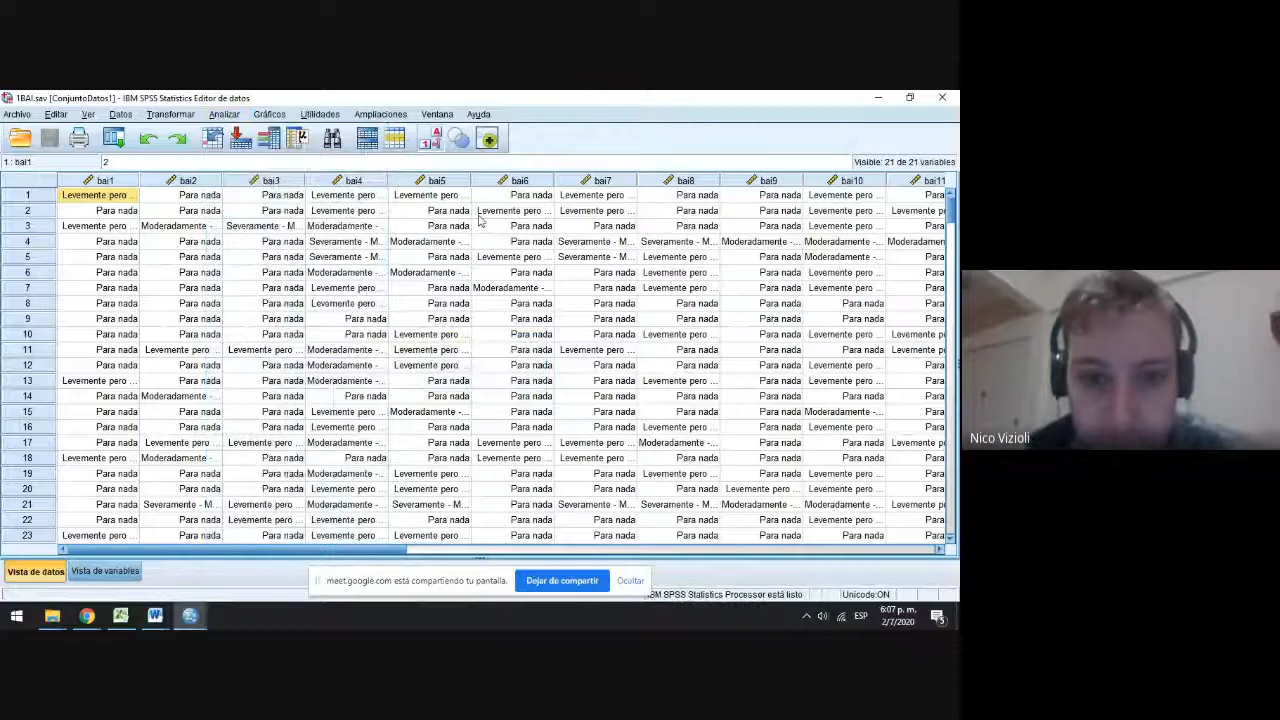 1BAI.sav [ConjuntoDatos1] - IBM SPSS Statistics Editor de datos
Archivo Editar Ver Datos Transformar Analizar Gráficos Utilidades Ampliaciones Ventana Ayuda
1 : bai1 2 Visible: 21 de 21 variables
bai1 bai2 bai3 bai4 bai5 bai6 bai7 bai8 bai9 bai10 bai11
1 Levemente pero ... Para nada Para nada Levemente pero ... Levemente pero ... Para nada Levemente pero ... Para nada Para nada Levemente pero ... Para
2 Para nada Para nada Para nada Levemente pero ... Para nada Levemente pero ... Levemente pero ... Para nada Para nada Para nada Levemente p
3 Levemente pero ... Moderadamente - Severamente - M... Moderadamente - Para nada Para nada Para nada Para nada Para nada Para nada Para
4 Para nada Para nada Para nada Severamente - M... Moderadamente -... Para nada Severamente - M... Severamente - M... Moderadamente -... Moderadamente -... Moderadamen
5 Para nada Para nada Para nada Severamente - M... Para nada Levemente pero ... Severamente - M... Levemente pero ... Para nada Moderadamente -... Para
6 Para nada Para nada Para nada Moderadamente -... Moderadamente -... Para nada Para nada Levemente pero ... Para nada Levemente pero ... Para
7 Para nada Para nada Para nada Levemente pero ... Para nada Moderadamente -... Para nada Levemente pero ... Para nada Levemente pero ... Para
8 Para nada Para nada Para nada Levemente pero ... Para nada Para nada Para nada Para nada Para nada Para nada Para
9 Para nada Para nada Para nada Para nada Para nada Para nada Para nada Para nada Para nada Para nada Para
10 Para nada Para nada Para nada Para nada Levemente pero ... Para nada Para nada Levemente pero ... Para nada Levemente pero ... Levemente p
11 Para nada Levemente pero ... Levemente pero ... Moderadamente -... Levemente pero ... Para nada Levemente pero ... Para nada Para nada Para nada Levemente p
12 Para nada Para nada Para nada Moderadamente -... Levemente pero ... Para nada Para nada Para nada Para nada Levemente pero ... Para
13 Levemente pero ... Para nada Para nada Moderadamente -... Para nada Para nada Para nada Levemente pero ... Para nada Levemente pero ... Para
14 Para nada Moderadamente - Para nada Para nada Para nada Para nada Para nada Para nada Para nada Para nada Para
15 Para nada Para nada Para nada Levemente pero ... Moderadamente -... Para nada Para nada Para nada Para nada Moderadamente -... Para
16 Para nada Para nada Para nada Levemente pero ... Para nada Para nada Para nada Levemente pero ... Para nada Levemente pero ... Para
17 Para nada Levemente pero ... Levemente pero ... Moderadamente -... Para nada Levemente pero ... Levemente pero ... Moderadamente -... Para nada Para nada Levemente p
18 Levemente pero ... Moderadamente - Para nada Para nada Para nada Levemente pero ... Levemente pero ... Para nada Para nada Para nada Para
19 Para nada Para nada Para nada Moderadamente -... Levemente pero ... Para nada Para nada Levemente pero ... Para nada Levemente pero ... Para
20 Para nada Para nada Para nada Levemente pero ... Levemente pero ... Para nada Para nada Para nada Levemente pero ... Levemente pero ... Para
21 Para nada Severamente - M... Levemente pero ... Moderadamente -... Severamente - M... Para nada Severamente - M... Severamente - M... Moderadamente -... Moderadamente -... Levemente p
22 Para nada Para nada Levemente pero ... Levemente pero ... Para nada Para nada Para nada Para nada Para nada Levemente pero ... Para
23 Levemente pero ... Para nada Para nada Levemente pero ... Levemente pero ... Para nada Para nada Para nada Para nada Para nada Para
Vista de datos Vista de variables
meet.google.com está compartiendo tu pantalla. Dejar de compartir Ocultar
IBM SPSS Statistics Processor está listo Unicode:ON
ESP 6:07 p. m.
2/7/2020
5
Nico Vizioli